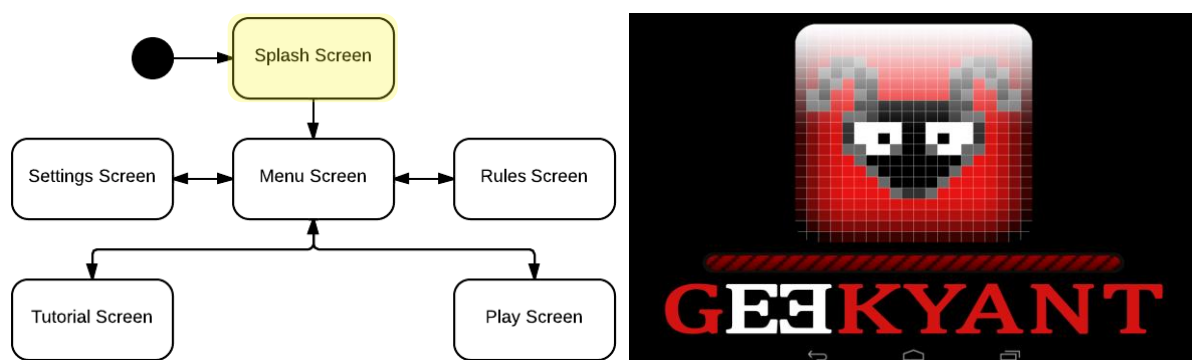 Splash Screen
Settings Screen
Menu Screen
Rules Screen
Tutorial Screen
Play Screen
GEEKYANT